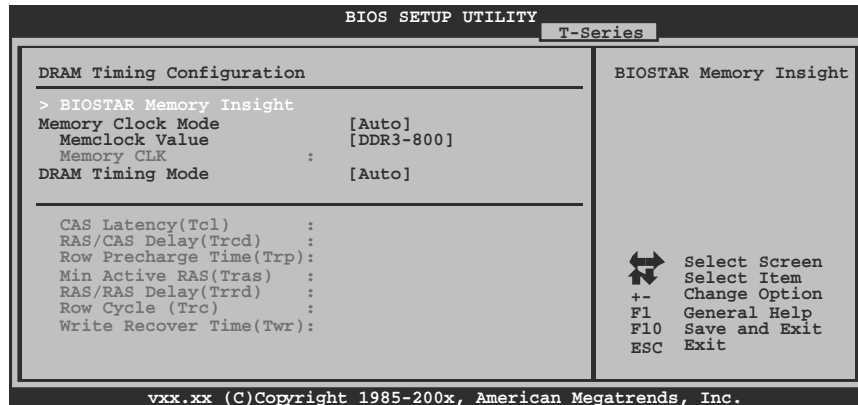 BIOS SETUP UTILITY
T-Series
DRAM Timing Configuration
> BIOSTAR Memory Insight
Memory Clock Mode [Auto]
Memclock Value [DDR3-800]
Memory CLK :
DRAM Timing Mode [Auto]
CAS Latency(Tcl) :
RAS/CAS Delay(Trcd) :
Row Precharge Time(Trp):
Min Active RAS(Tras) :
RAS/RAS Delay(Trrd) :
Row Cycle (Trc) :
Write Recover Time(Twr):
BIOSTAR Memory Insight
Select Screen
Select Item
+- Change Option
F1 General Help
F10 Save and Exit
ESC Exit
vxx.xx (C)Copyright 1985-200x, American Megatrends, Inc.